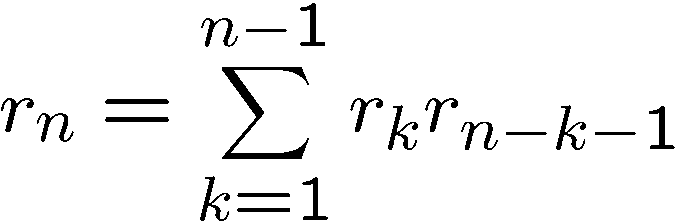 r_n = \sum_{k=1}^{n-1} r_k r_{n-k-1}